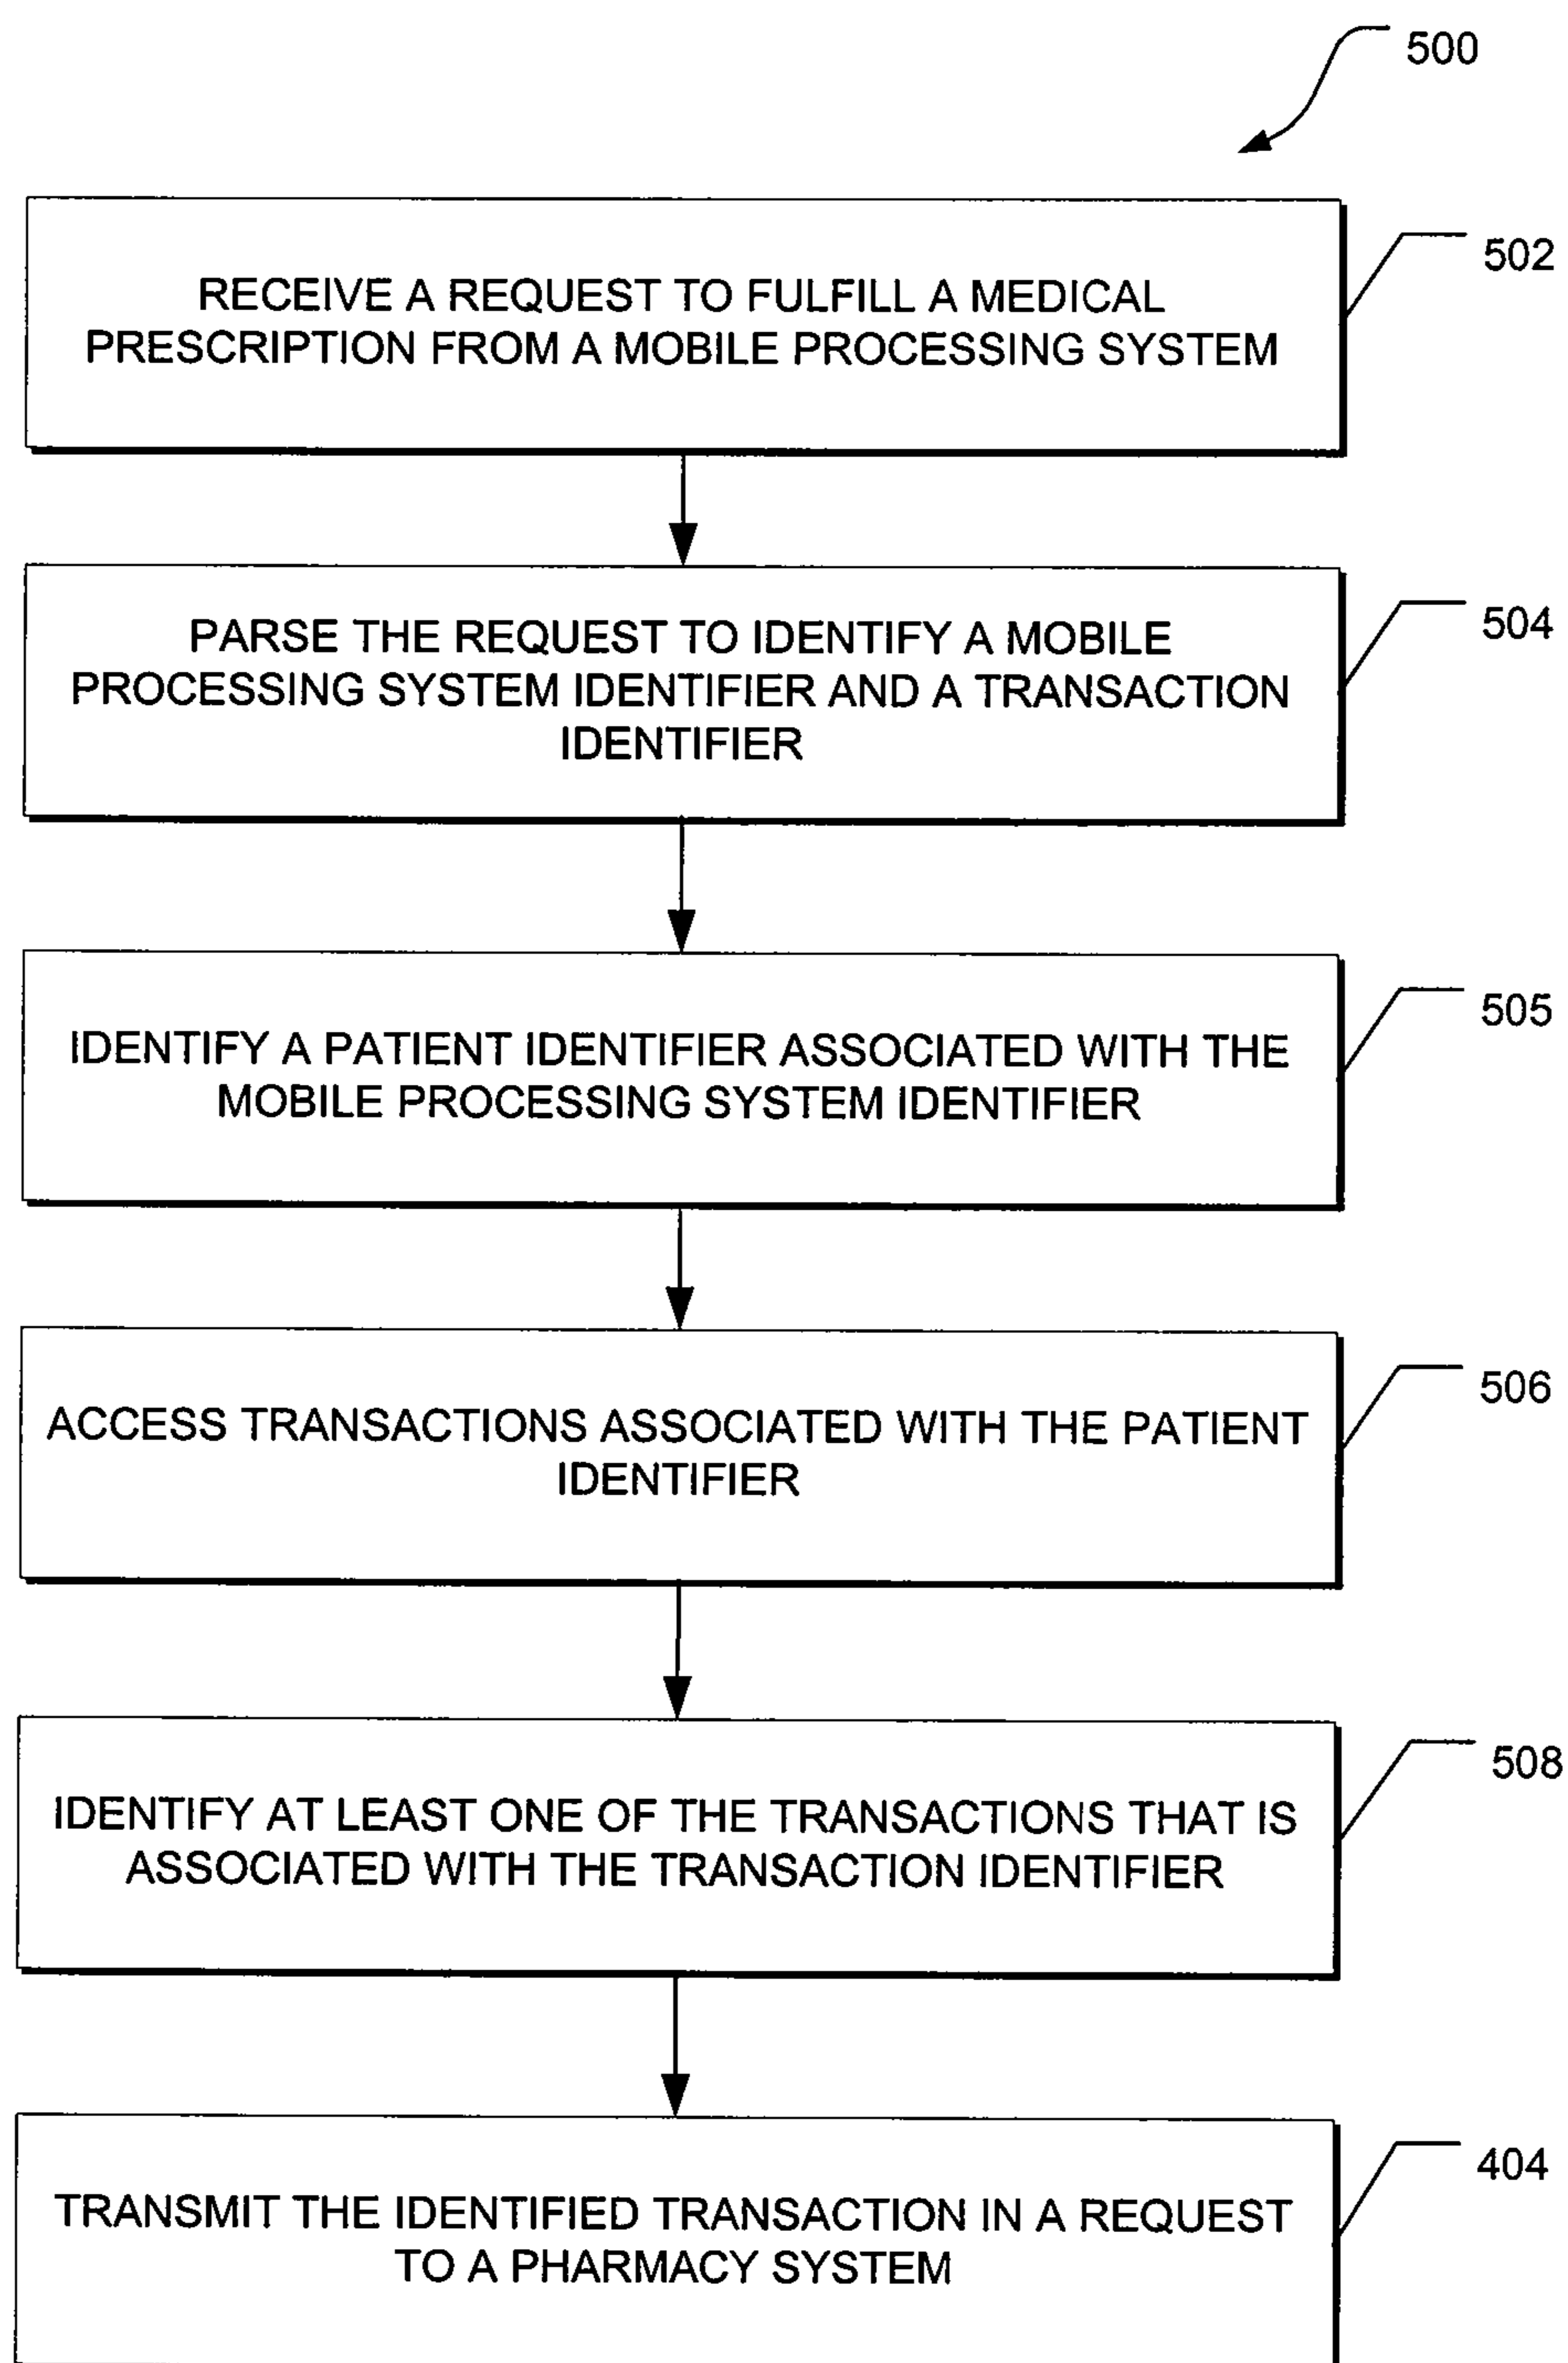 500
502
RECEIVE A REQUEST TO FULFILL A MEDICAL
PRESCRIPTION FROM A MOBILE PROCESSING SYSTEM
504
PARSE THE REQUEST TO IDENTIFY A MOBILE
PROCESSING SYSTEM IDENTIFIER AND A TRANSACTION
IDENTIFIER
505
IDENTIFY A PATIENT IDENTIFIER ASSOCIATED WITH THE
MOBILE PROCESSING SYSTEM IDENTIFIER
506
ACCESS TRANSACTIONS ASSOCIATED WITH THE PATIENT
IDENTIFIER
508
IDENTIFY AT LEAST ONE OF THE TRANSACTIONS THAT IS
ASSOCIATED WITH THE TRANSACTION IDENTIFIER
404
TRANSMIT THE IDENTIFIED TRANSACTION IN A REQUEST
TO A PHARMACY SYSTEM